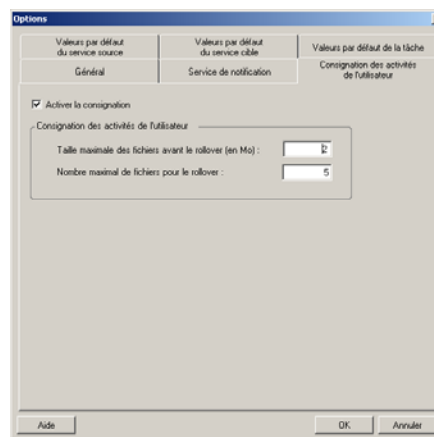 Options
Valeurs par défaut
du service source
Valeurs par défaut
du service cible
Valeurs par défaut de la tâche
Général
Service de notification
Consignation des activités
de l'utilisateur
Activer la consignation
Consignation des activités de l'utilisateur
Taille maximale des fichiers avant le rollover (en Mo) : 2
Nombre maximal de fichiers pour le rollover : 5
Aide
OK
Annuler